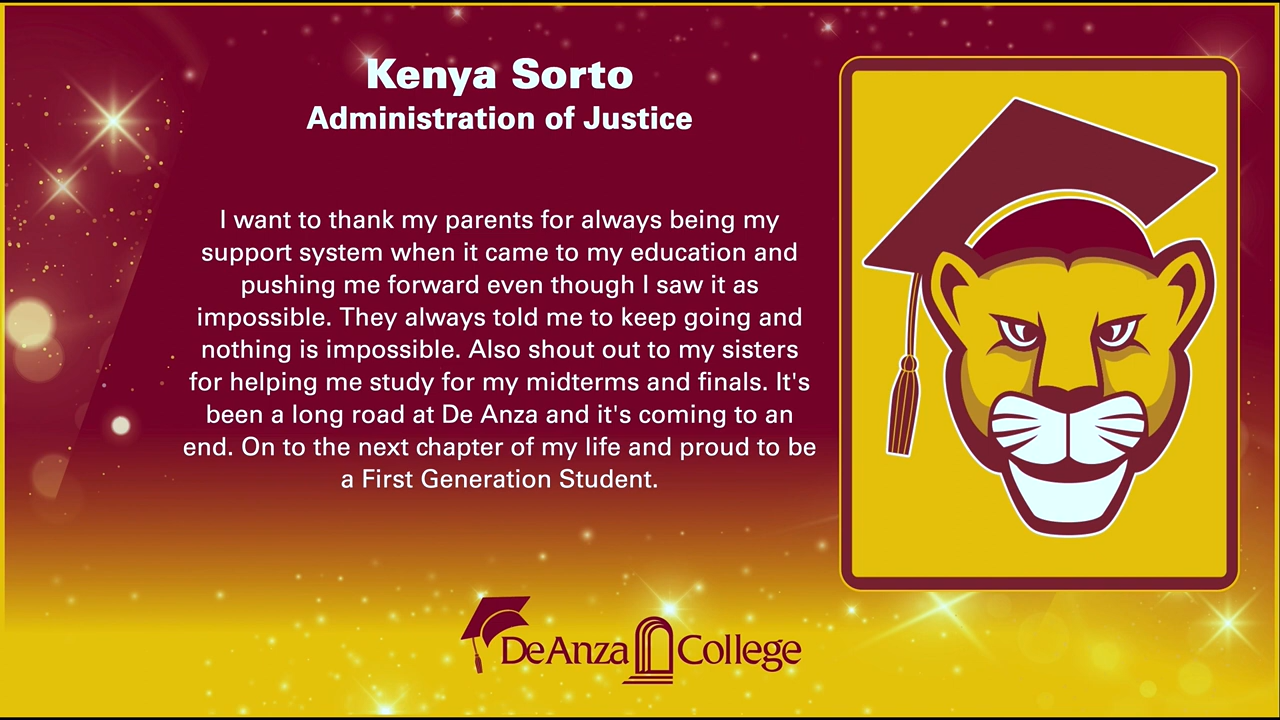 Kenya Sorto
Administration of Justice
I want to thank my parents for always being my
support system when it came to my education and
pushing me forward even though I saw it as
impossible. They always told me to keep going and
nothing is impossible. Also shout out to my sisters
for helping me study for my midterms and finals. It's
been a long road at De Anza and it's coming to an
end. On to the next chapter of my life and proud to be
a First Generation Student.
De Anza College